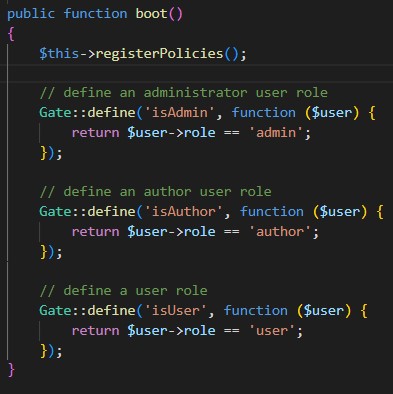 public function boot()
{
    $this->registerPolicies();
    // define an administrator user role
    Gate::define('isAdmin', function ($user) {
        return $user->role == 'admin';
    });
    // define an author user role
    Gate::define('isAuthor', function ($user) {
        return $user->role == 'author';
    });
    // define a user role
    Gate::define('isUser', function ($user) {
        return $user->role == 'user';
    });
}